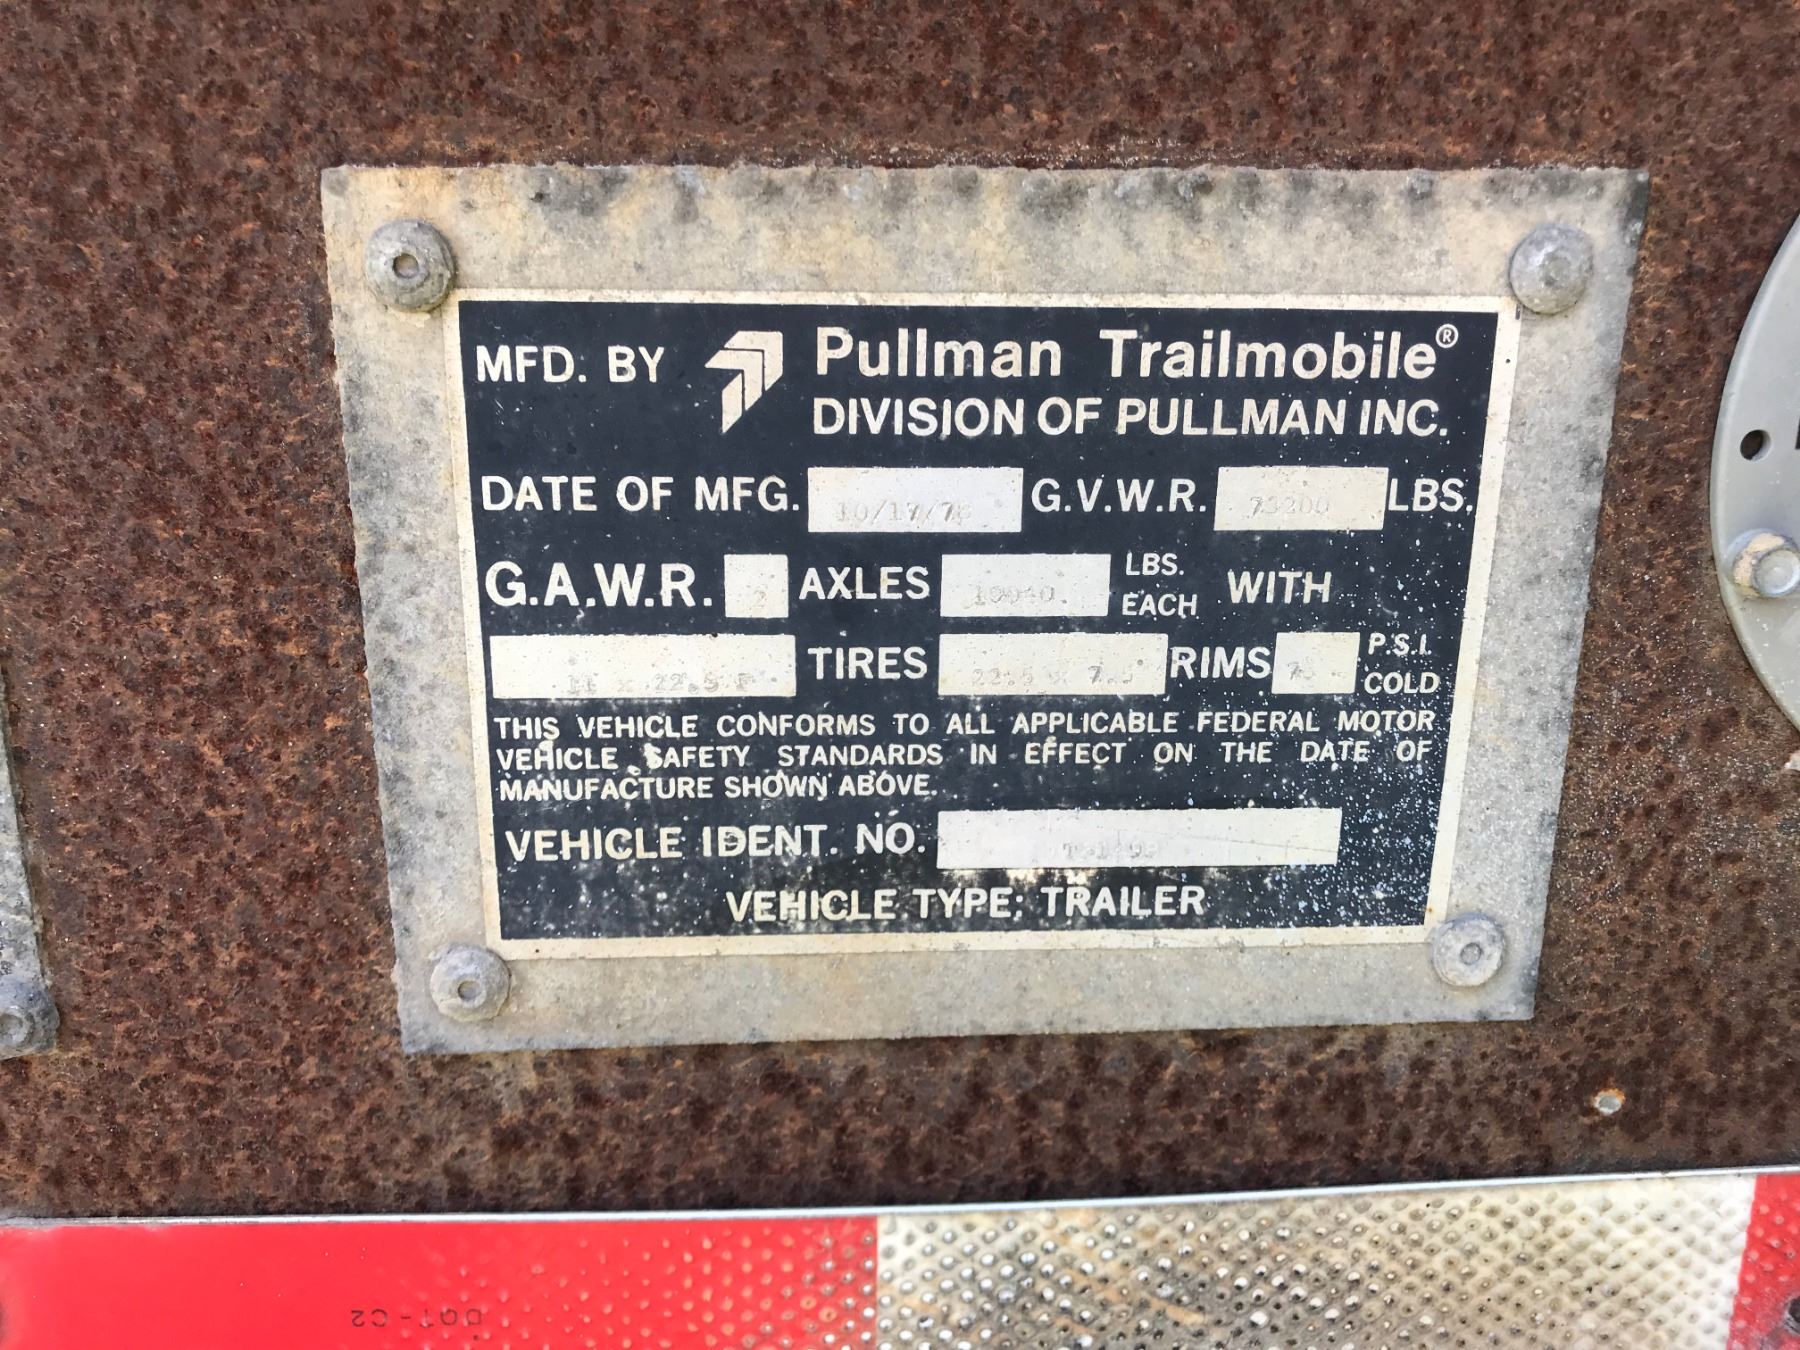 MFD. BY Pullman Trailmobile®
DIVISION OF PULLMAN INC.
DATE OF MFG. G.V.W.R. 73200 LBS.
G.A.W.R. 2 AXLES LBS. EACH WITH
TIRES 22.5 x 7.5 RIMS P.S.I. COLD
THIS VEHICLE CONFORMS TO ALL APPLICABLE FEDERAL MOTOR
VEHICLE SAFETY STANDARDS IN EFFECT ON THE DATE OF
MANUFACTURE SHOWN ABOVE.
VEHICLE IDENT. NO.
VEHICLE TYPE: TRAILER
DOT-C2